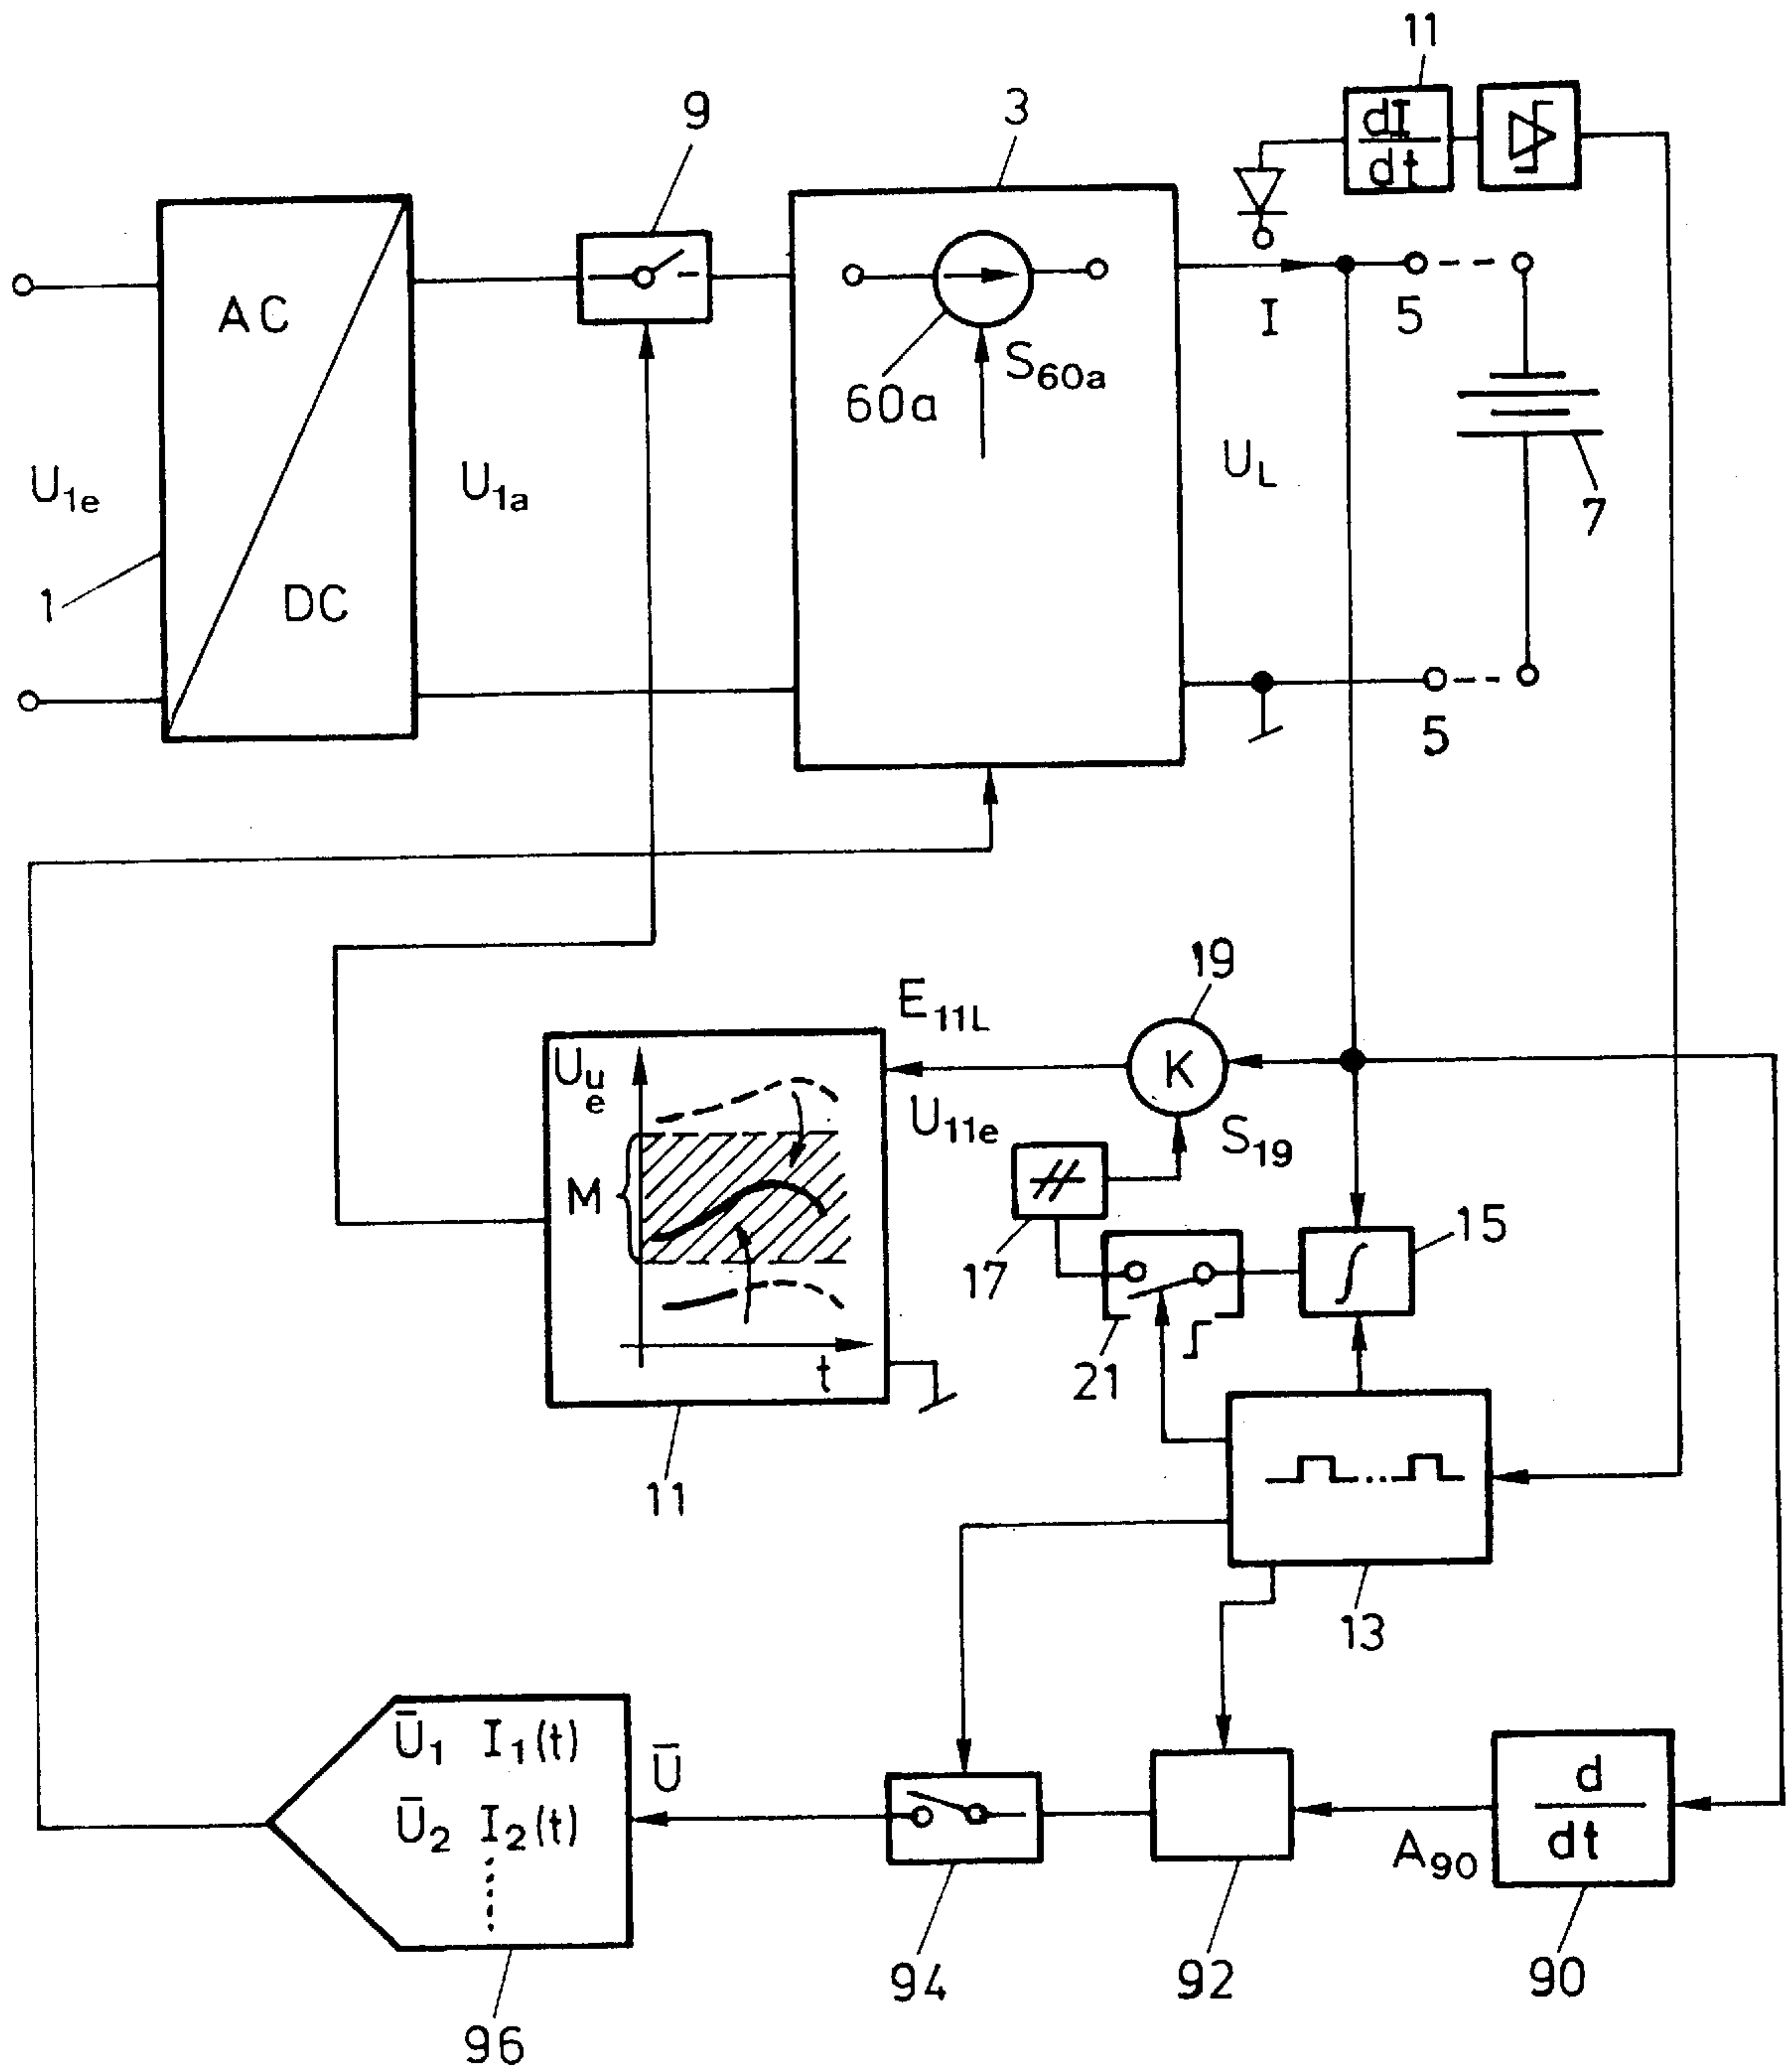 11
9
3
dI
dt
AC
I
5
S60a
60a
U1e
U1a
UL
7
1
DC
5
19
E11L
Uu
e
K
U11e
S19
M
15
17
t
21
11
13
Ū1 I1(t)
Ū
d
Ū2 I2(t)
dt
A90
94
92
90
96